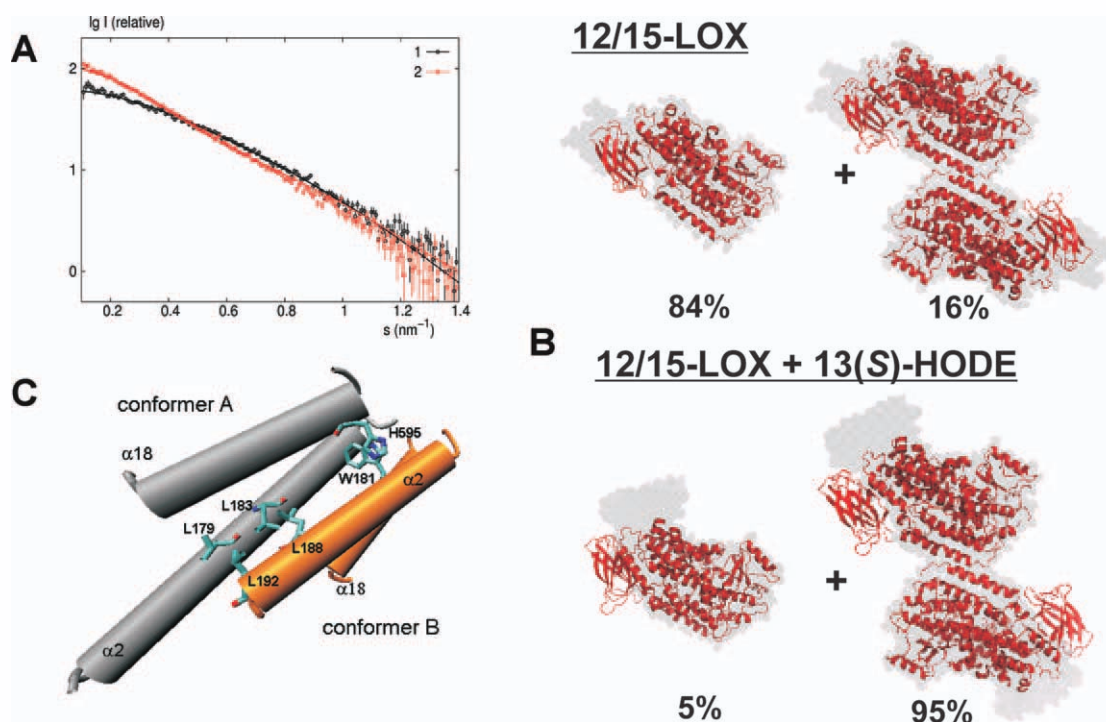 A
lg I (relative)
1
2
2
1
0
0.2 0.4 0.6 0.8 1 1.2 1.4
s (nm⁻¹)
12/15-LOX
+
84%
16%
B
12/15-LOX + 13(S)-HODE
+
5%
95%
C
conformer A
α18
H595
α2
W181
L183
L179
L188
L192
α18
conformer B
α2